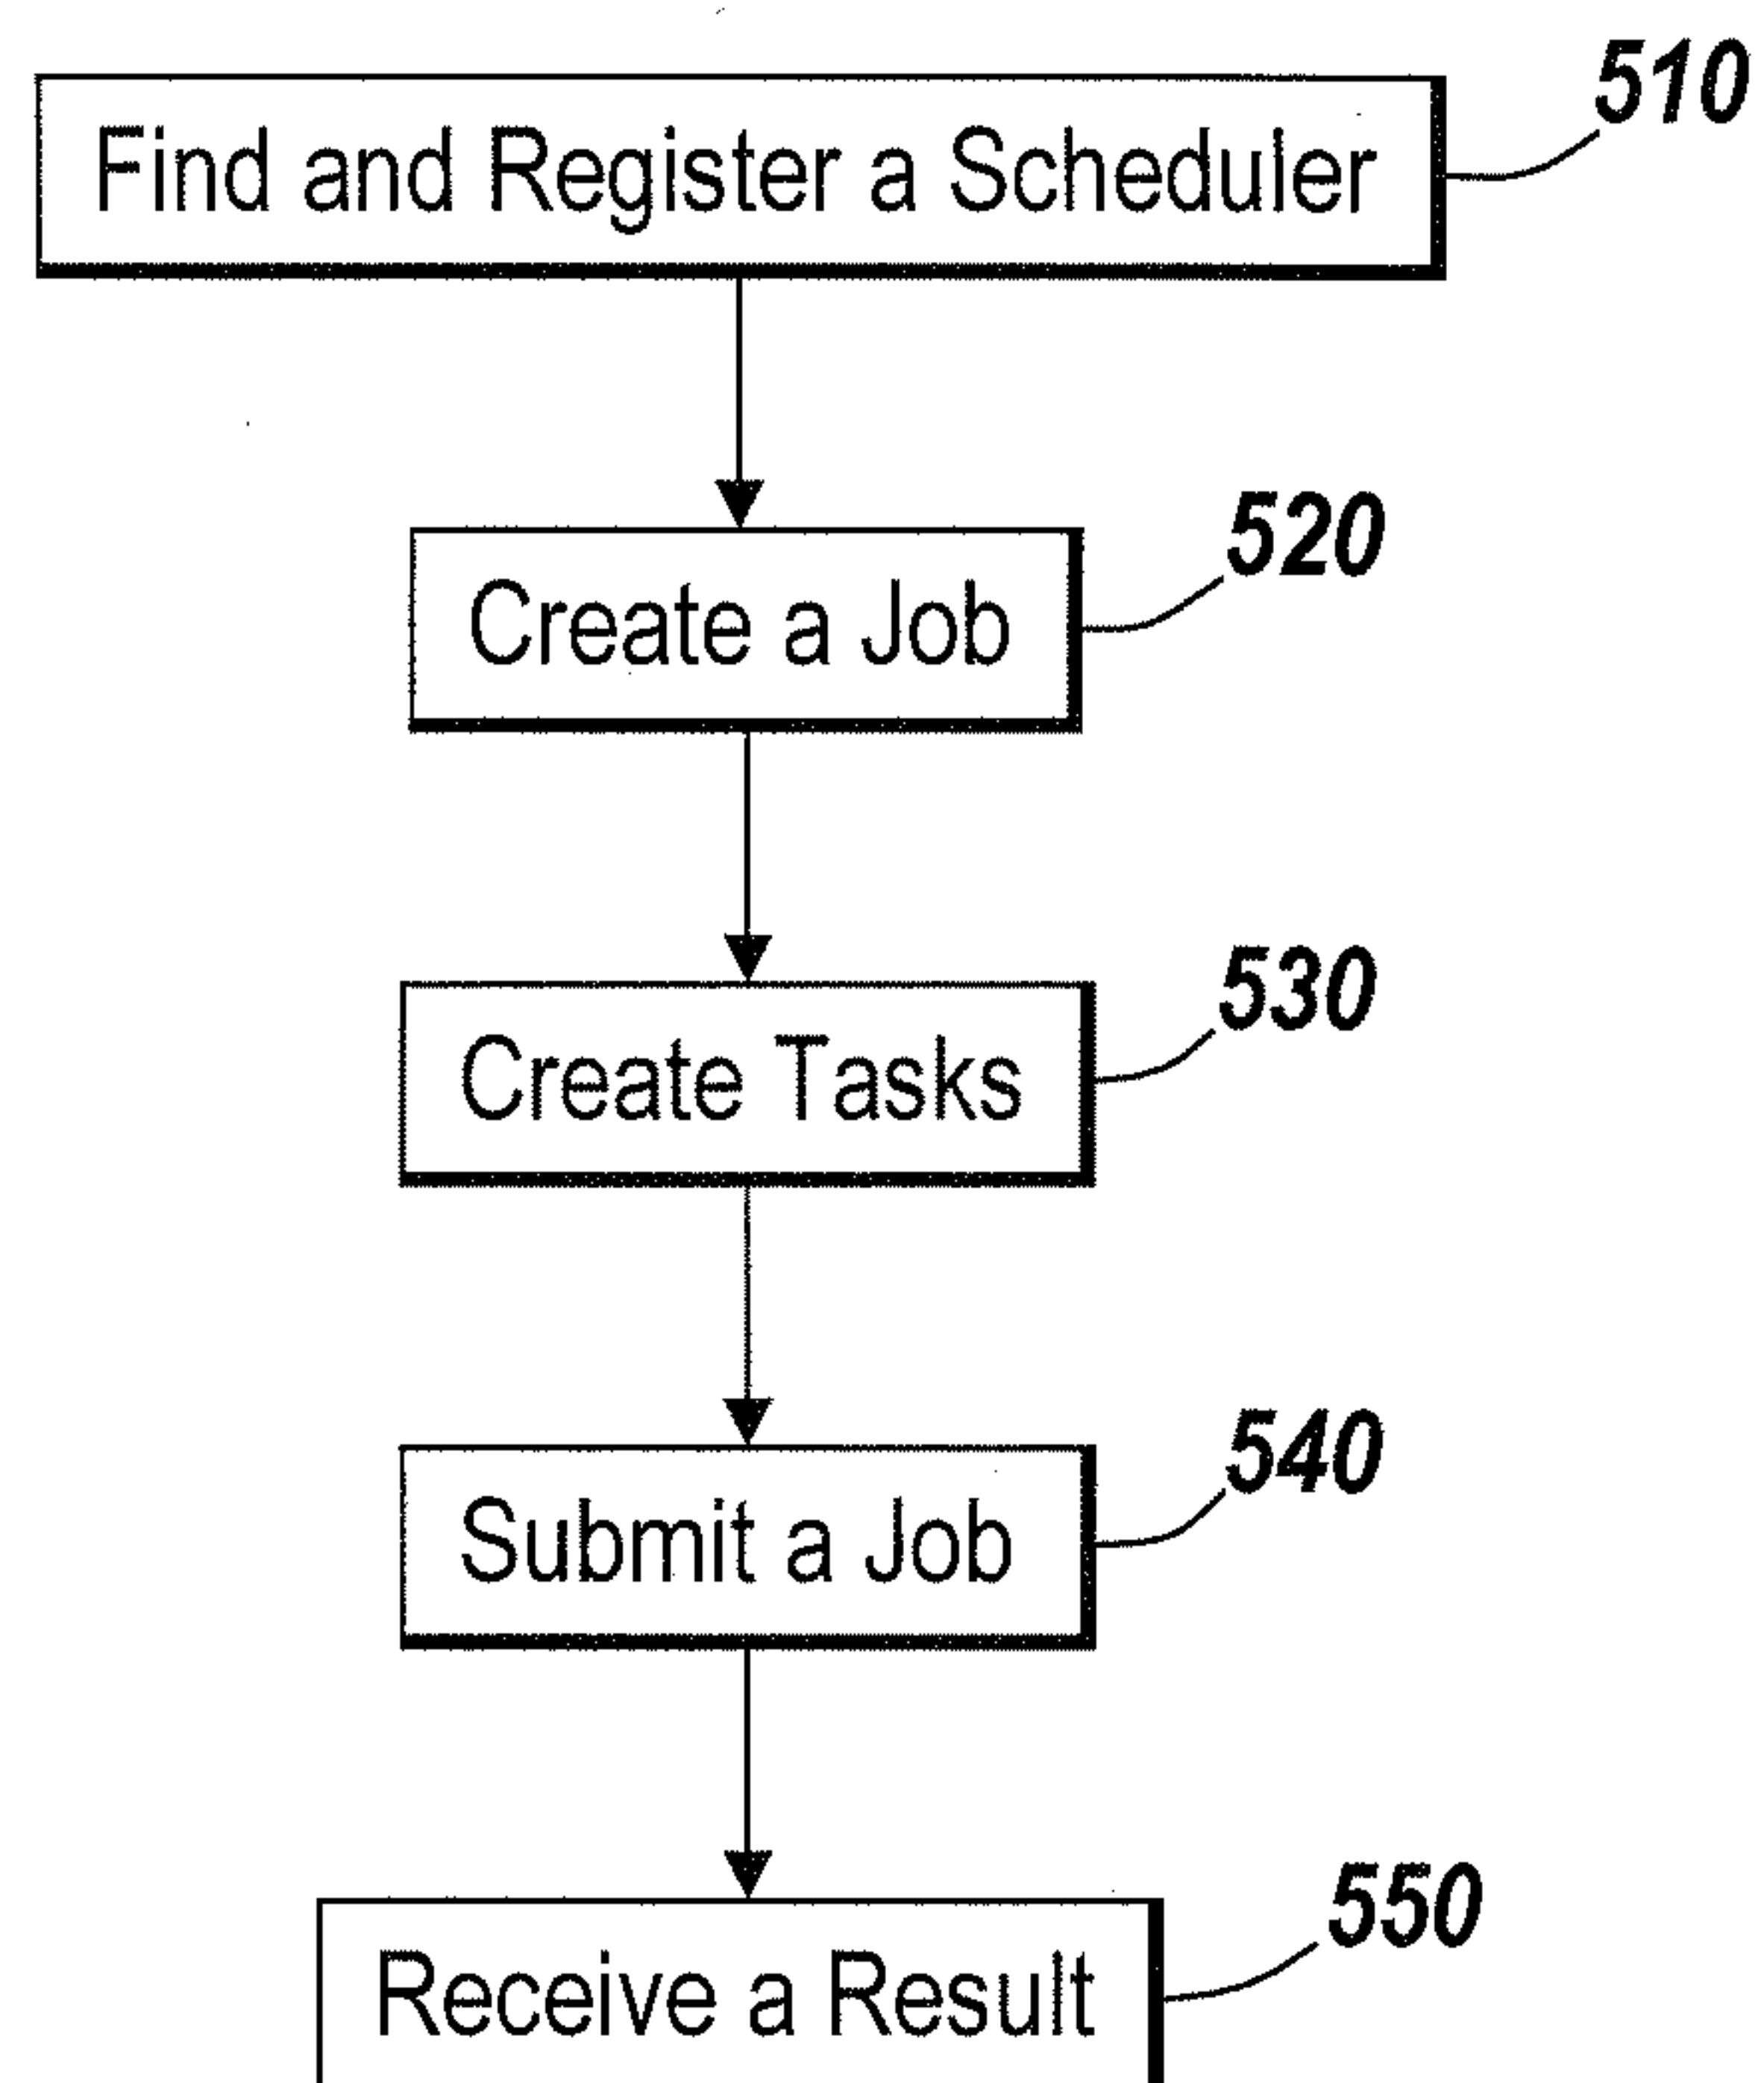 510
Find and Register a Scheduler
520
Create a Job
530
Create Tasks
540
Submit a Job
550
Receive a Result